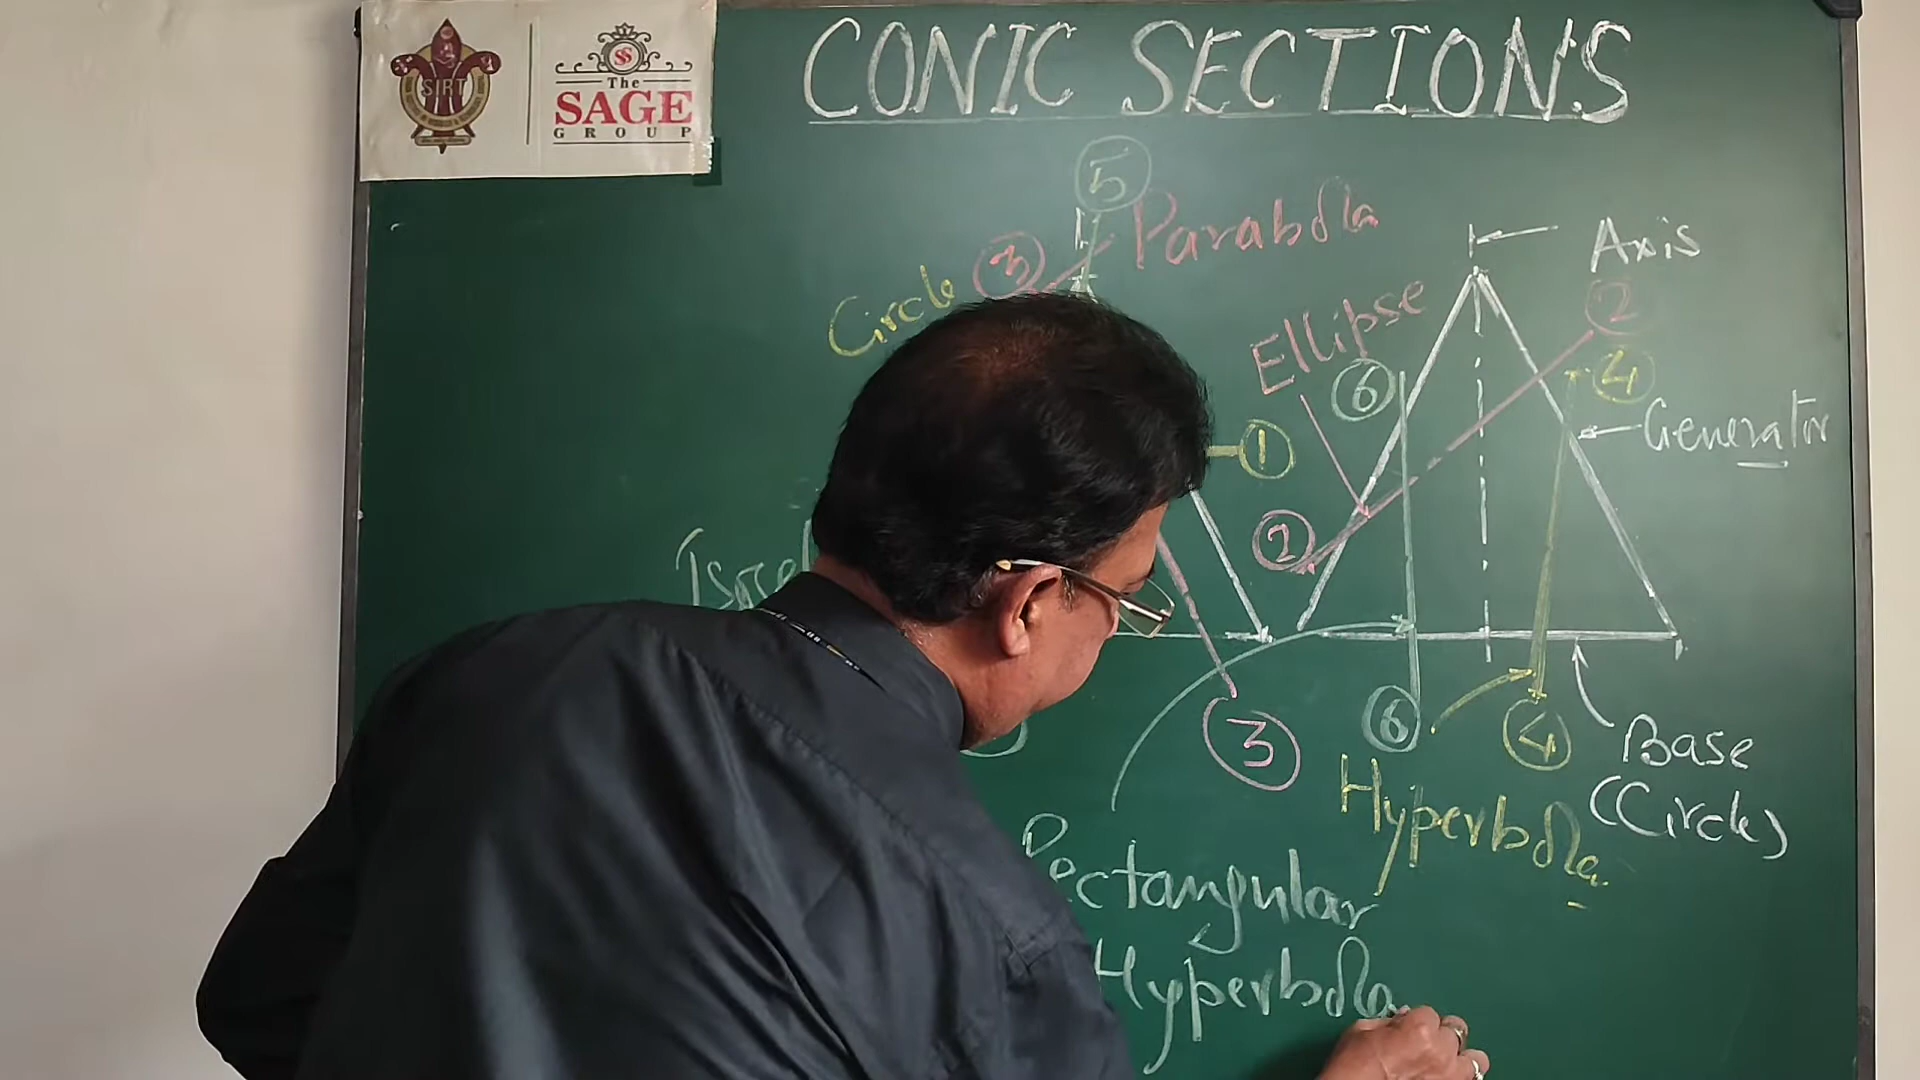 CONIC SECTIONS
SIRT
The
SAGE
GROUP
5
Parabola
3
Circle
Axis
2
Ellipse
6
4
Generator
1
2
3
6
4
Base
(Circle)
Hyperbola
Rectangular
Hyperbola